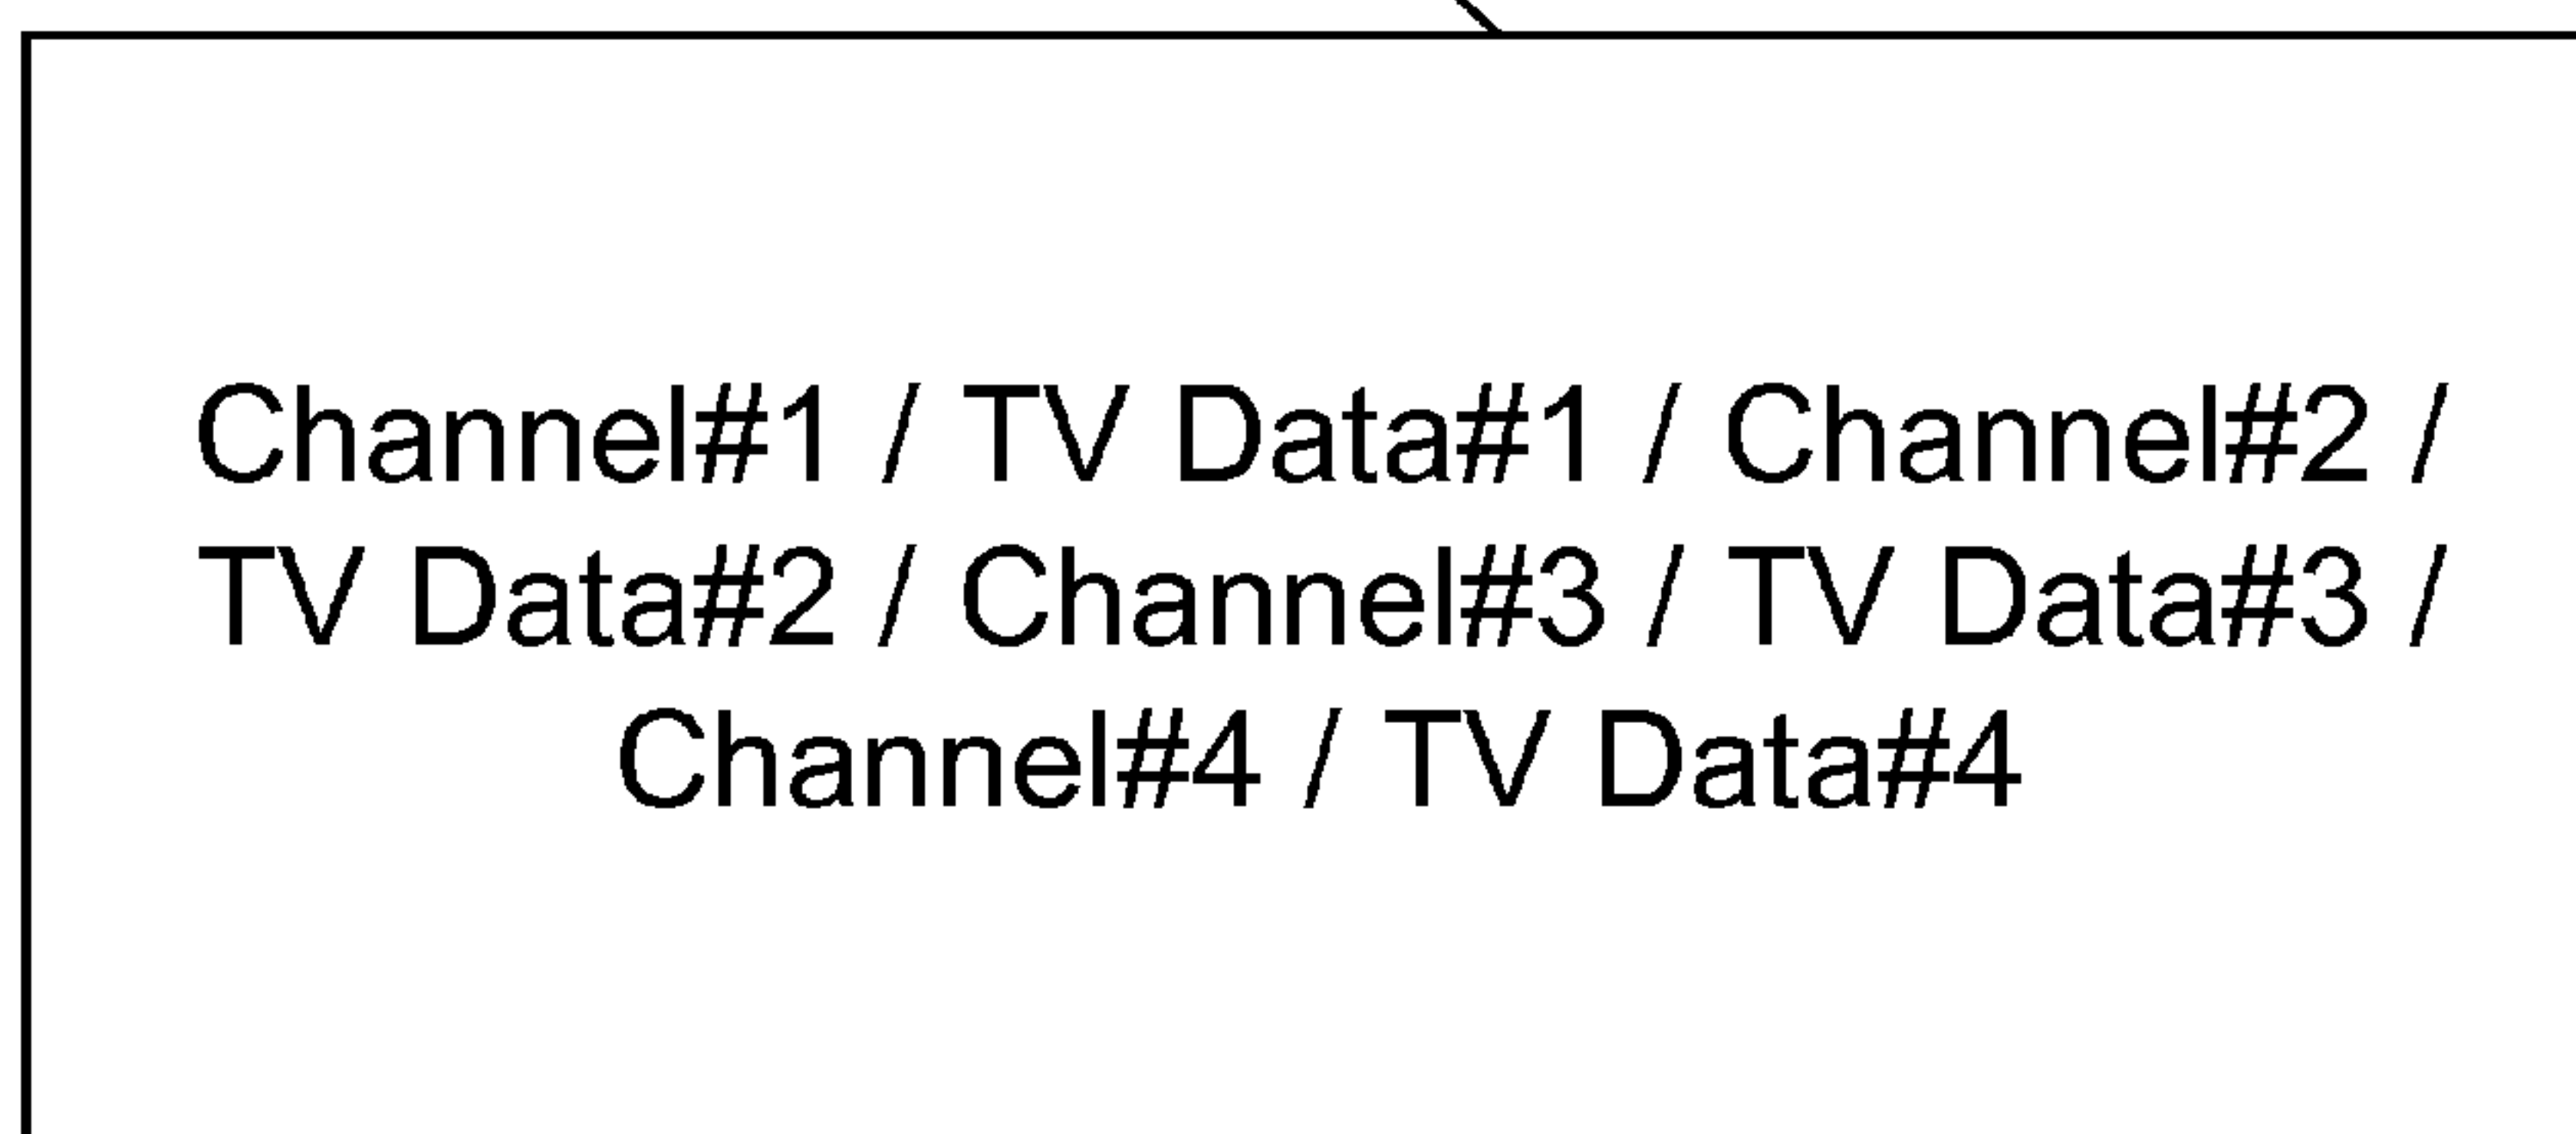 Channel#1 / TV Data#1 / Channel#2 /
TV Data#2 / Channel#3 / TV Data#3 /
Channel#4 / TV Data#4